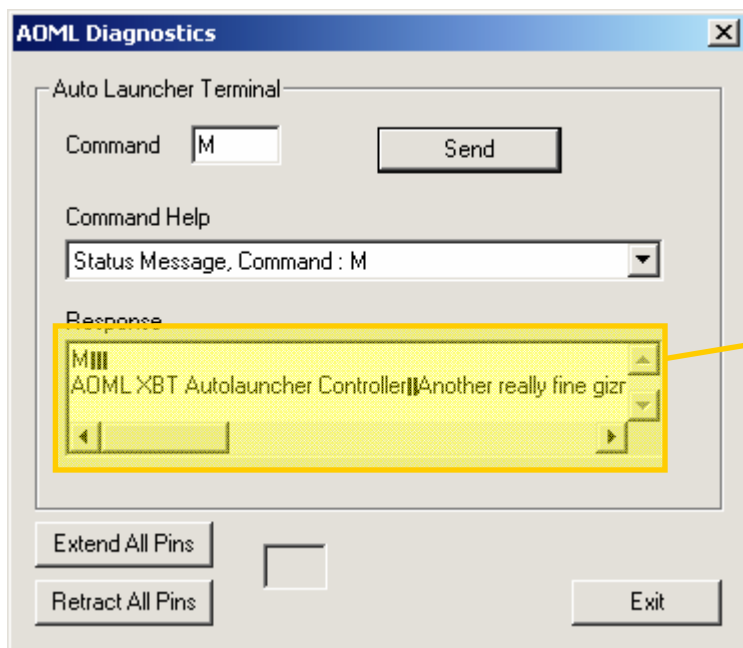 AOML Diagnostics
Auto Launcher Terminal
Command M Send
Command Help
Status Message, Command : M
Response
M|||
AOML XBT Autolauncher Controller||Another really fine gizr
Extend All Pins
Retract All Pins Exit